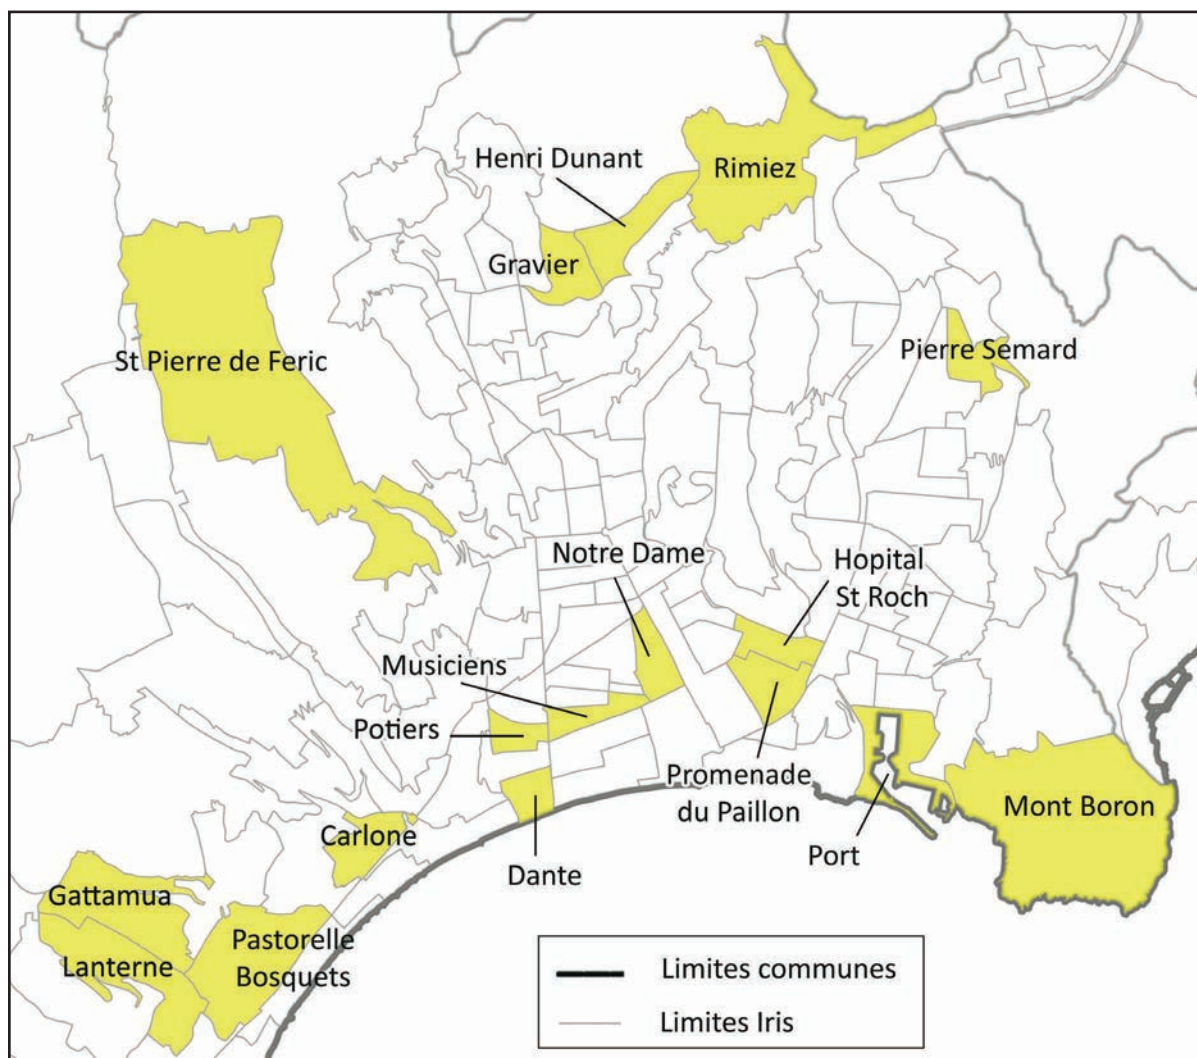 Henri Dunant
Rimiez
Gravier
St Pierre de Feric
Pierre Semard
Notre Dame
Hopital
St Roch
Musiciens
Potiers
Promenade
du Paillon
Mont Boron
Carlone
Port
Dante
Gattamua
Pastorelle
Bosquets
Lanterne
Limites communes
Limites Iris